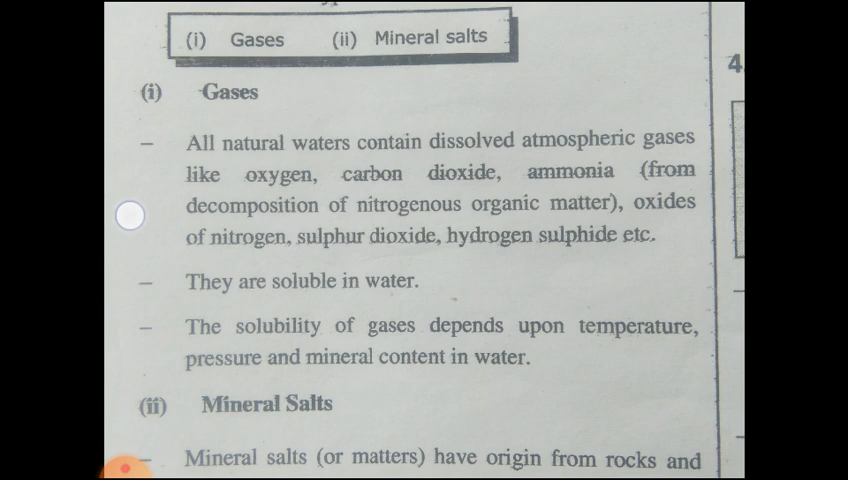 (i) Gases (ii) Mineral salts
4
(i) Gases
– All natural waters contain dissolved atmospheric gases
like oxygen, carbon dioxide, ammonia (from
decomposition of nitrogenous organic matter), oxides
of nitrogen, sulphur dioxide, hydrogen sulphide etc.
– They are soluble in water.
– The solubility of gases depends upon temperature,
pressure and mineral content in water.
(ii) Mineral Salts
– Mineral salts (or matters) have origin from rocks and